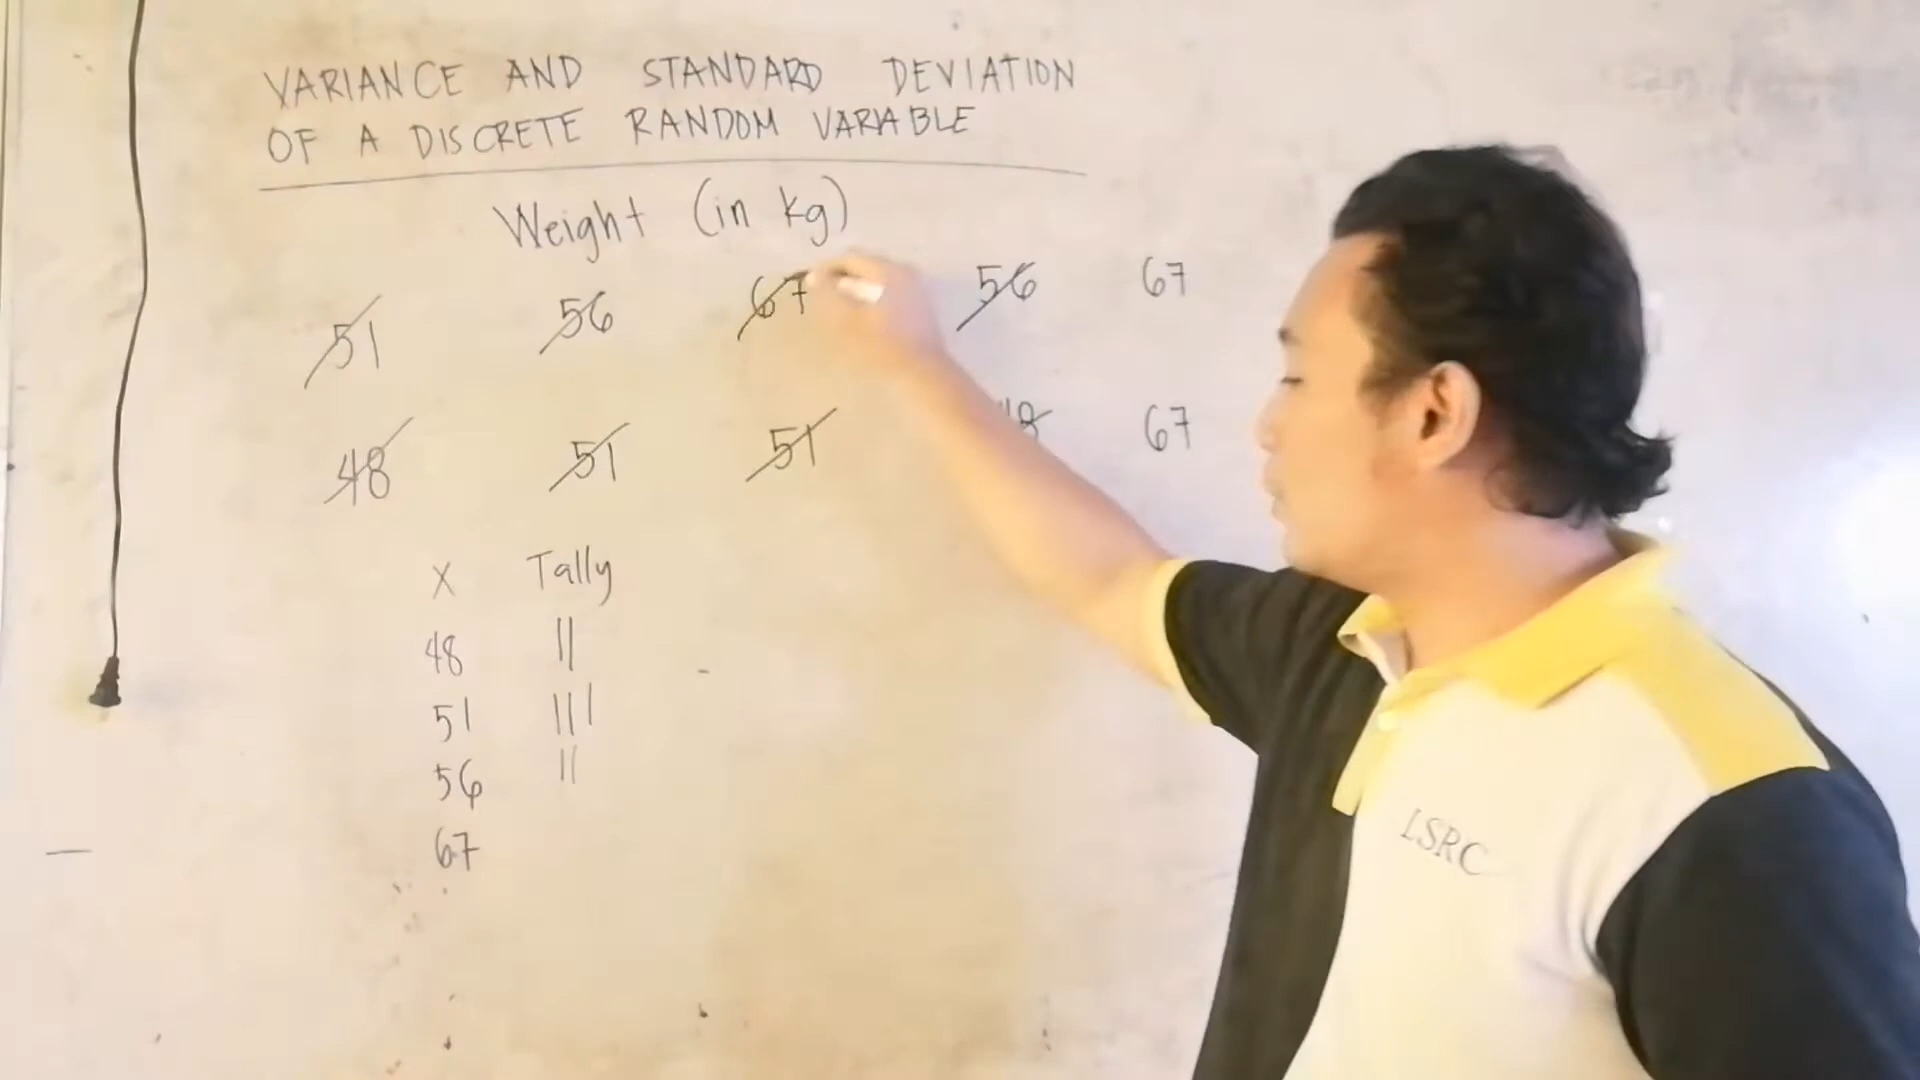 VARIANCE AND STANDARD DEVIATION
OF A DISCRETE RANDOM VARIABLE
Weight (in kg)
51 56 67 56 67
48 51 51 67
X Tally
48 ||
51 |||
56 ||
67
LSRC